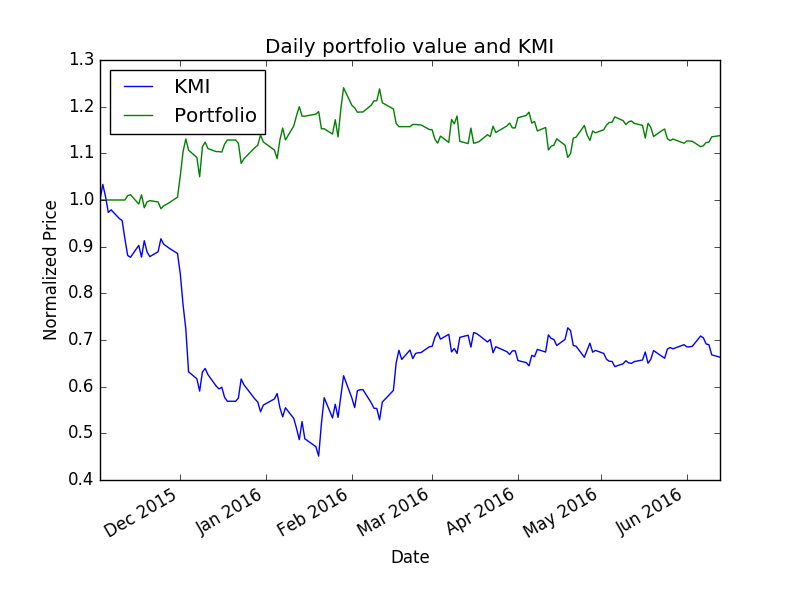 Daily portfolio value and KMI
KMI
Portfolio
1.3
1.2
1.1
1.0
0.9
0.8
0.7
0.6
0.5
0.4
Normalized Price
Dec 2015
Jan 2016
Feb 2016
Mar 2016
Apr 2016
May 2016
Jun 2016
Date